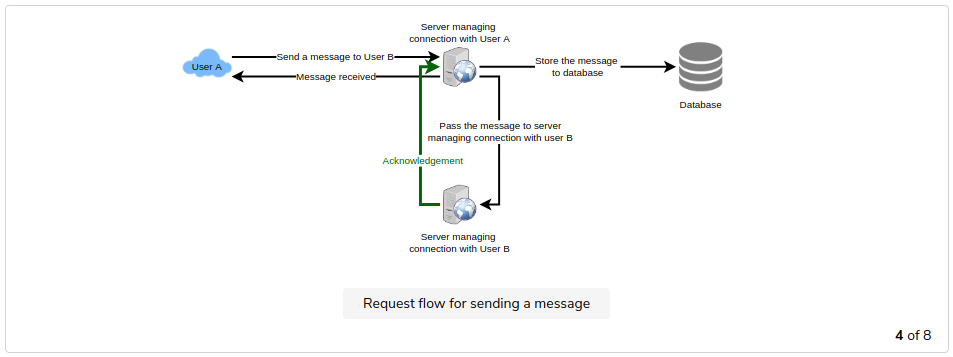 Server managing
connection with User A
User A
Send a message to User B
Message received
Store the message
to database
Database
Pass the message to server
managing connection with user B
Acknowledgement
Server managing
connection with User B
Request flow for sending a message
4 of 8